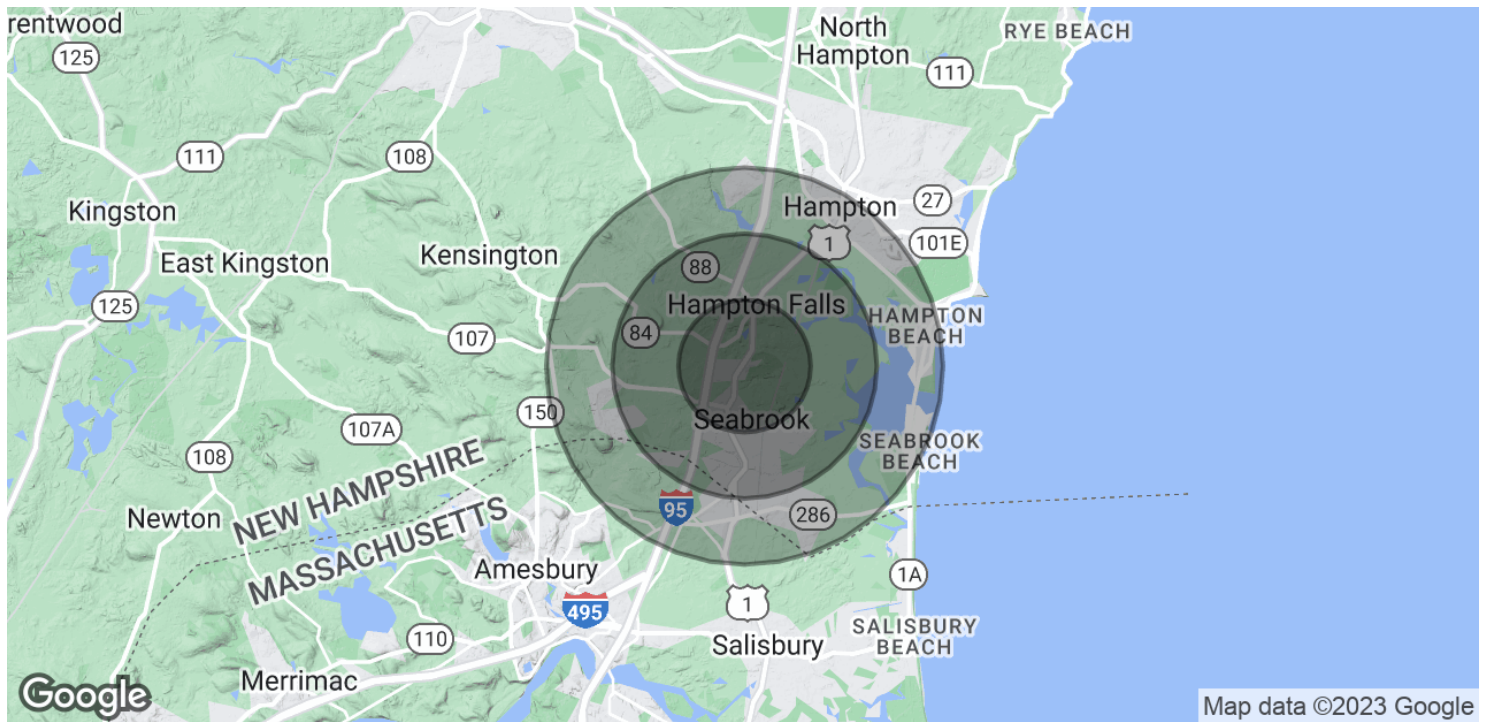 rentwood
125
North
Hampton
RYE BEACH
111
111
108
Kingston
Hampton
27
1
101E
Kensington
East Kingston
88
125
Hampton Falls
HAMPTON
BEACH
84
107
150
107A
Seabrook
SEABROOK
BEACH
108
NEW HAMPSHIRE
Newton
95
286
MASSACHUSETTS
Amesbury
1A
495
1
110
Salisbury
SALISBURY
BEACH
Merrimac
Google
Map data ©2023 Google